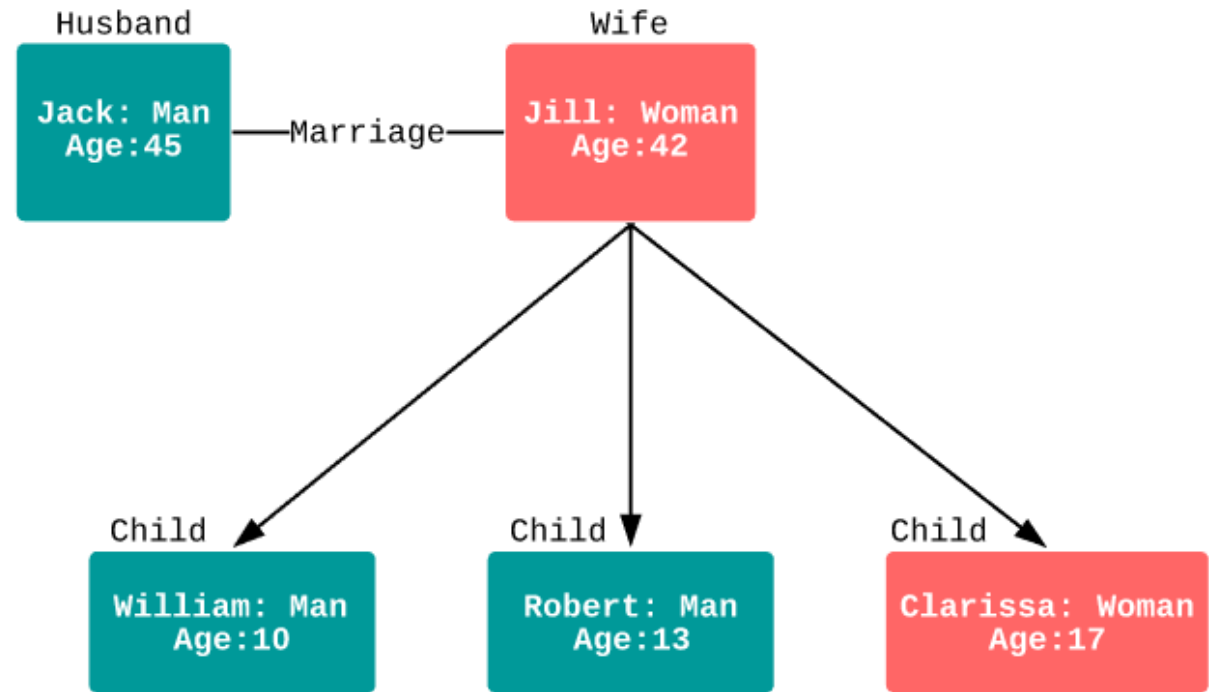 Husband
Wife
Jack: Man
Age:45
Marriage
Jill: Woman
Age:42
Child
William: Man
Age:10
Child
Robert: Man
Age:13
Child
Clarissa: Woman
Age:17